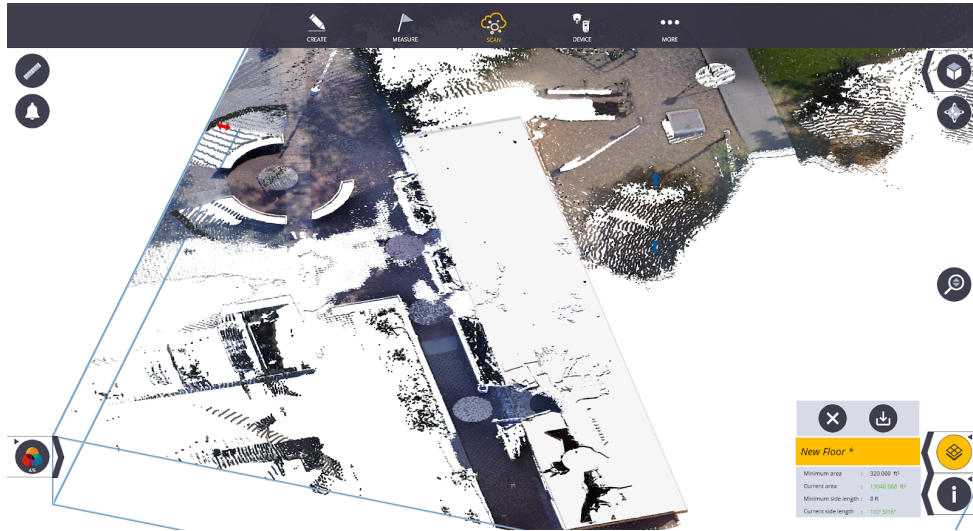 CREATE
MEASURE
SCAN
DEVICE
MORE
New Floor *
Minimum area : 320.000 ft²
Current area : 13040.068 ft²
Minimum side length : 8 ft
Current side length : 102' 5/16"